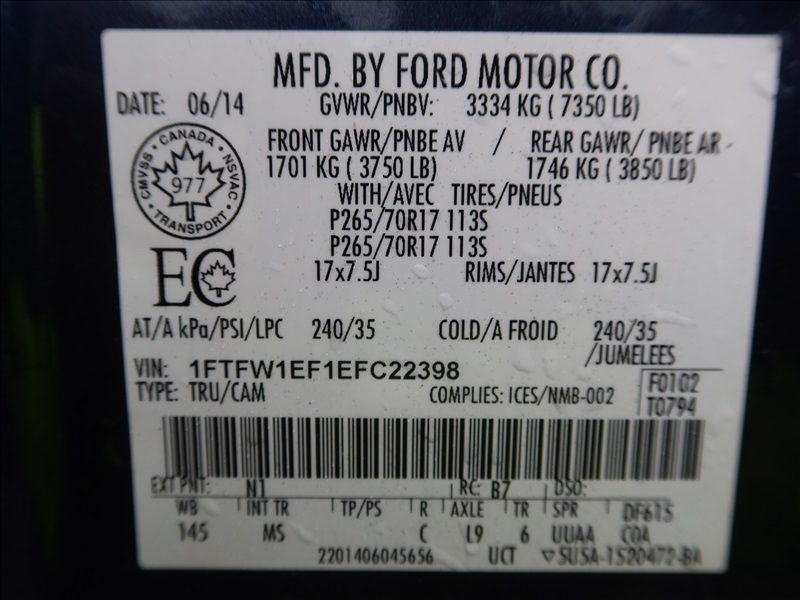 MFD. BY FORD MOTOR CO.
DATE: 06/14 GVWR/PNBV: 3334 KG ( 7350 LB)
FRONT GAWR/PNBE AV / REAR GAWR/ PNBE AR
1701 KG ( 3750 LB) 1746 KG ( 3850 LB)
CANADA
CMVSS 977 NSVAC
TRANSPORT
WITH/AVEC TIRES/PNEUS
P265/70R17 113S
P265/70R17 113S
EC 17x7.5J RIMS/JANTES 17x7.5J
AT/A kPa/PSI/LPC 240/35 COLD/A FROID 240/35
/JUMELEES
VIN: 1FTFW1EF1EFC22398
TYPE: TRU/CAM COMPLIES: ICES/NMB-002
F0102
T0794
EXT PNT: N1 RC: B7 DSO:
WB INT TR TP/PS R AXLE TR SPR DF615
145 MS C L9 6 UUAA COA
2201406045656 UCT 5U5A-1520472-BA